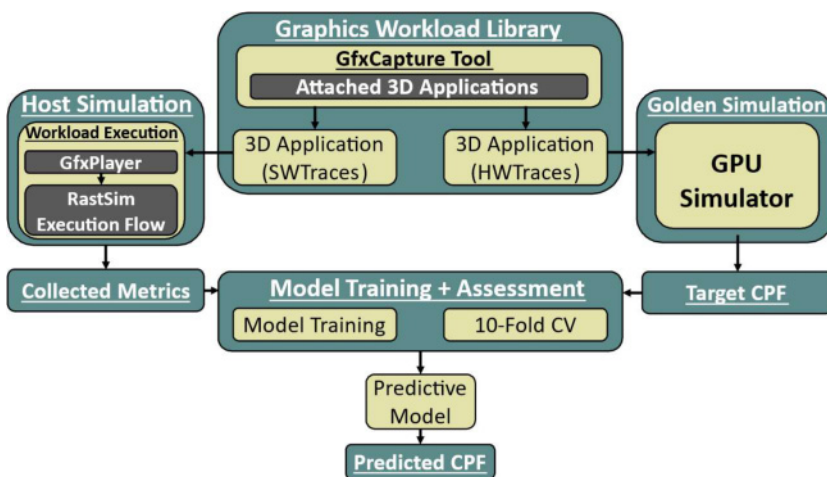 Graphics Workload Library
GfxCapture Tool
Attached 3D Applications
3D Application
(SWTraces)
3D Application
(HWTraces)
Host Simulation
Workload Execution
GfxPlayer
RastSim
Execution Flow
Golden Simulation
GPU
Simulator
Collected Metrics
Model Training + Assessment
Model Training
10-Fold CV
Target CPF
Predictive
Model
Predicted CPF